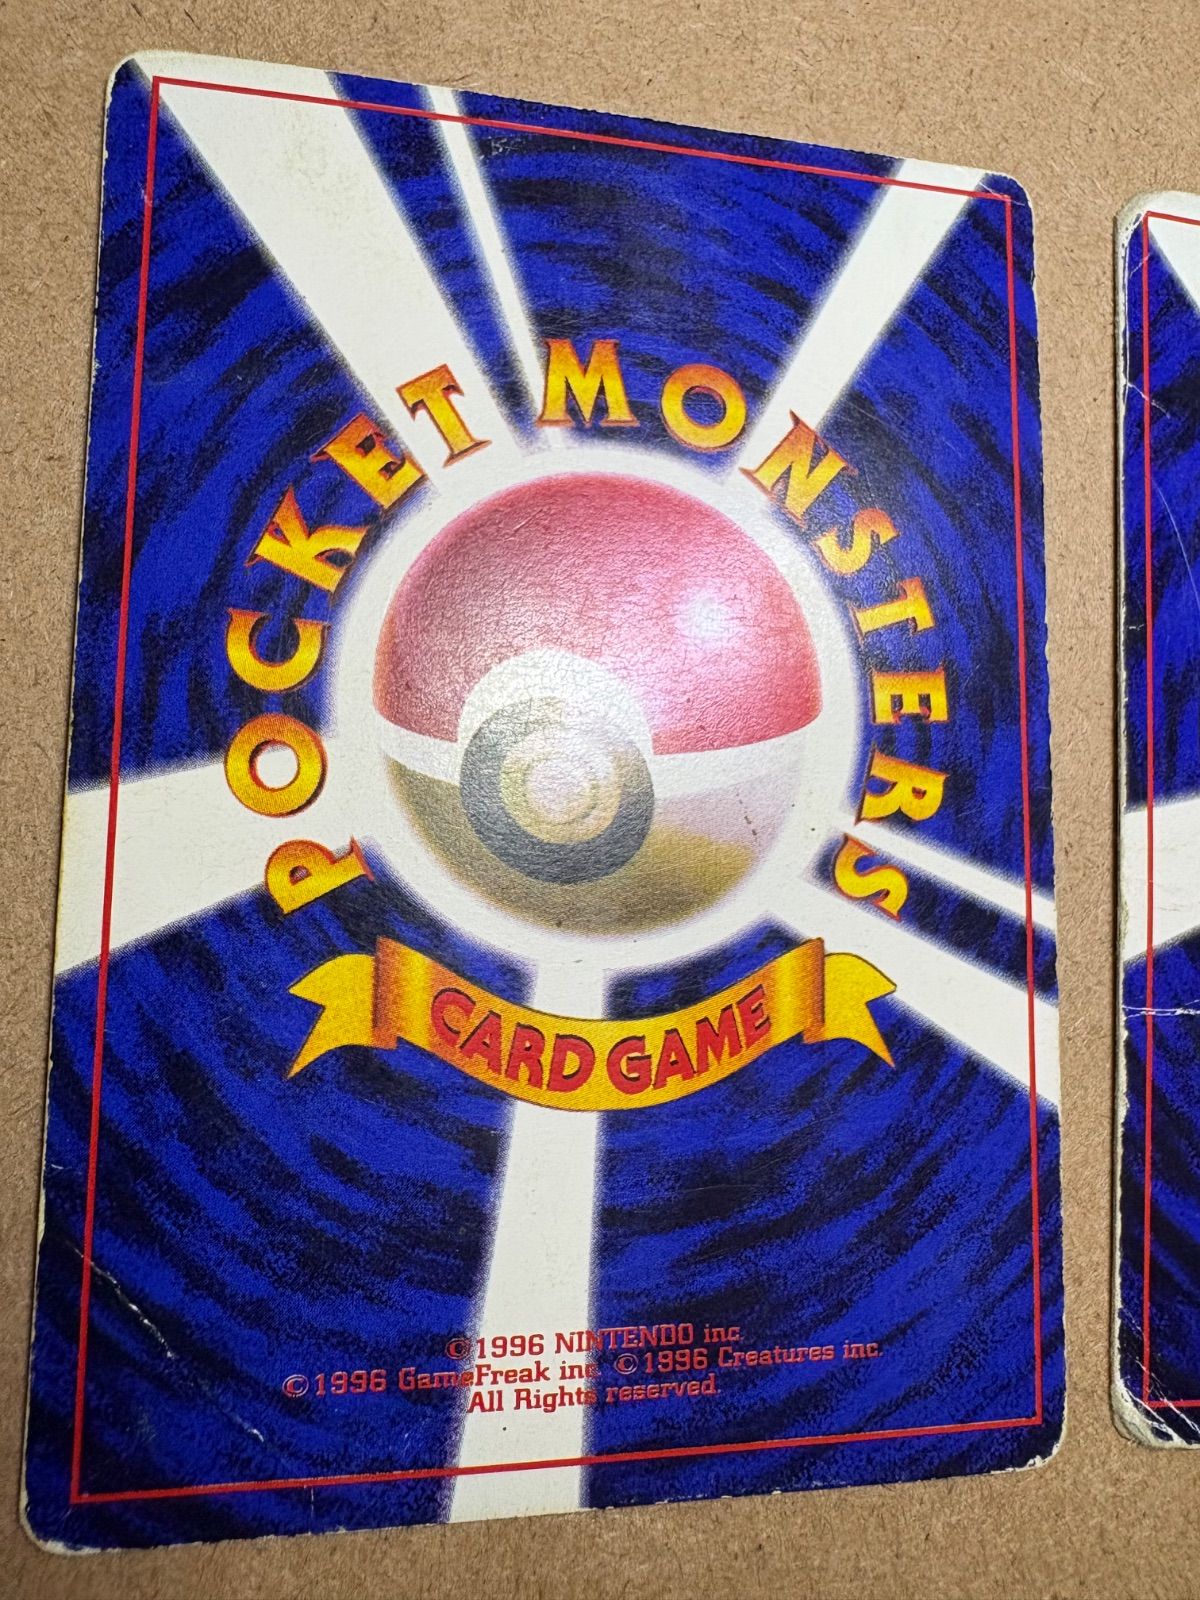 POCKET MONSTERS
CARD GAME
©1996 NINTENDO inc.
©1996 GameFreak inc. ©1996 Creatures inc.
All Rights reserved.